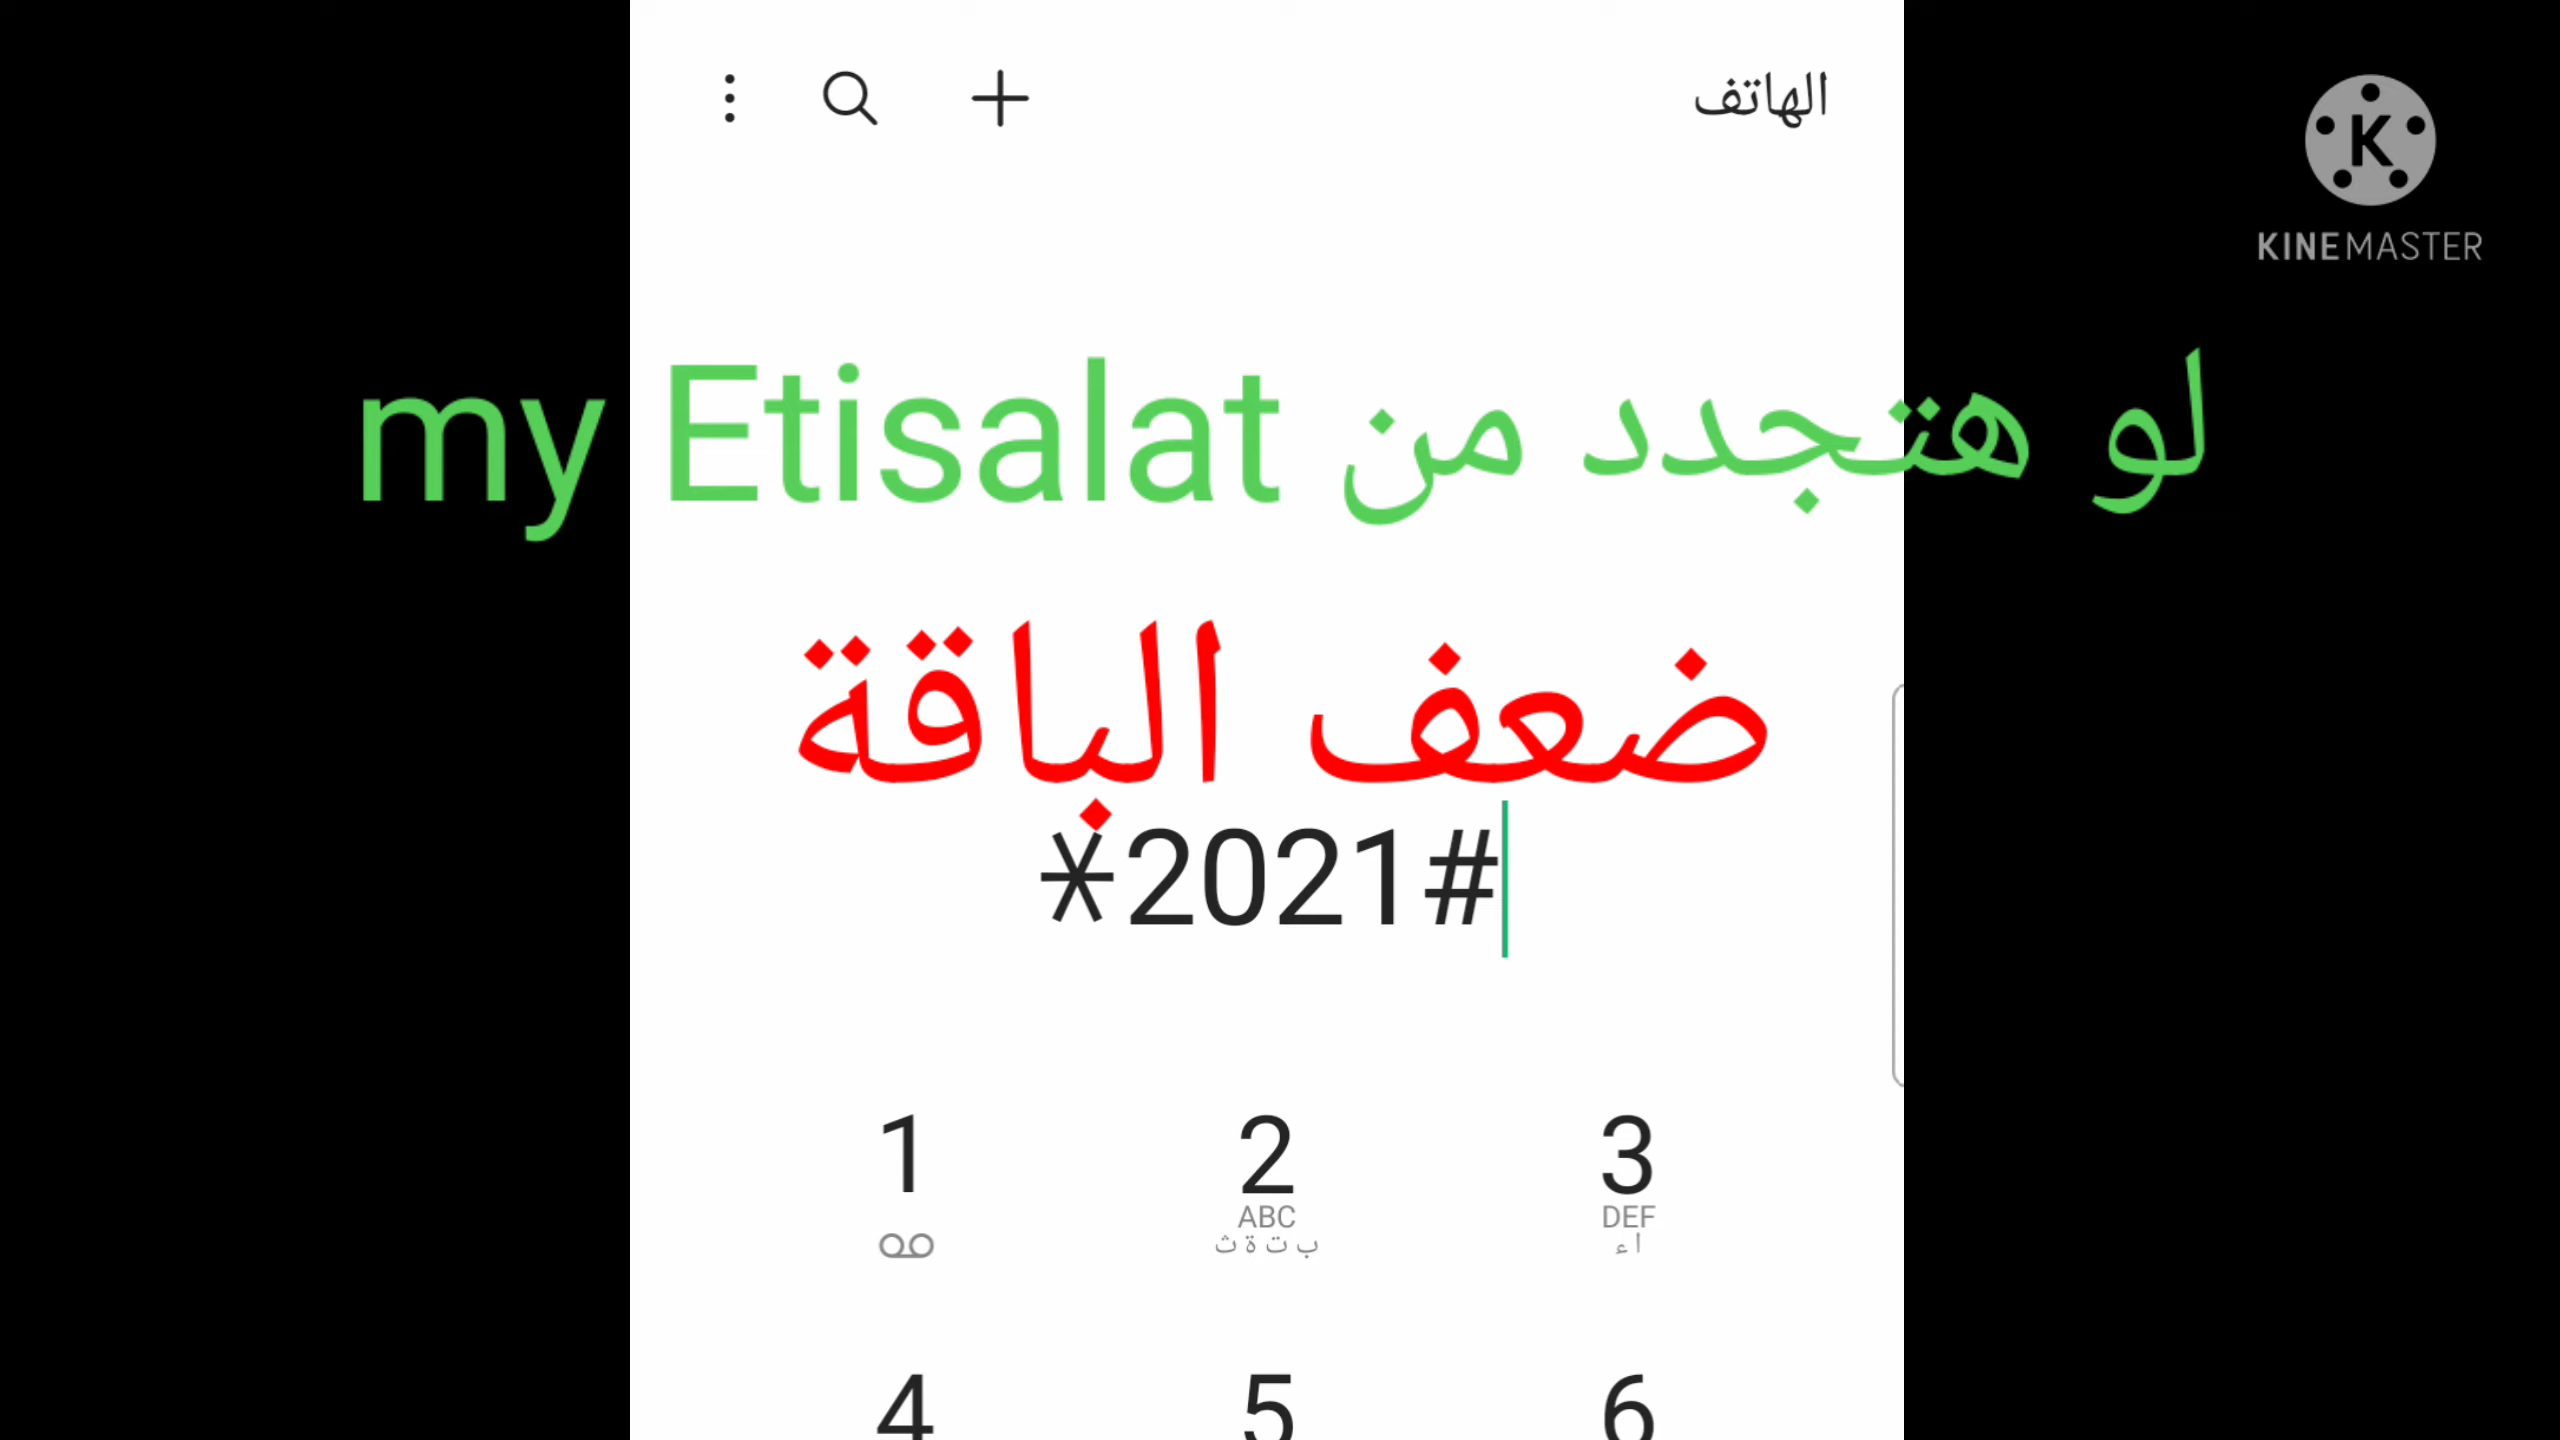 الهاتف
KINEMASTER
لو هتجدد من my Etisalat
ضعف الباقة
*2021#
1 2 3
ABC DEF
ب ت ة ث ا ء
4 5 6